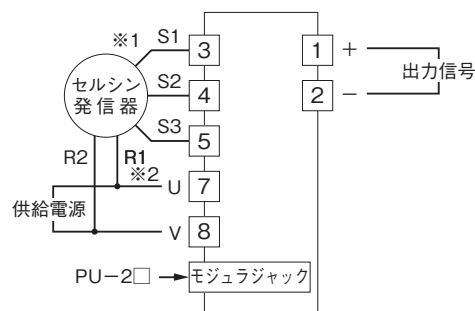 ※1
S1
3
1
+
セルシン
発信器
S2
4
2
−
出力信号
S3
5
R2
R1
※2
U
7
供給電源
V
8
PU−2□
モジュラジャック